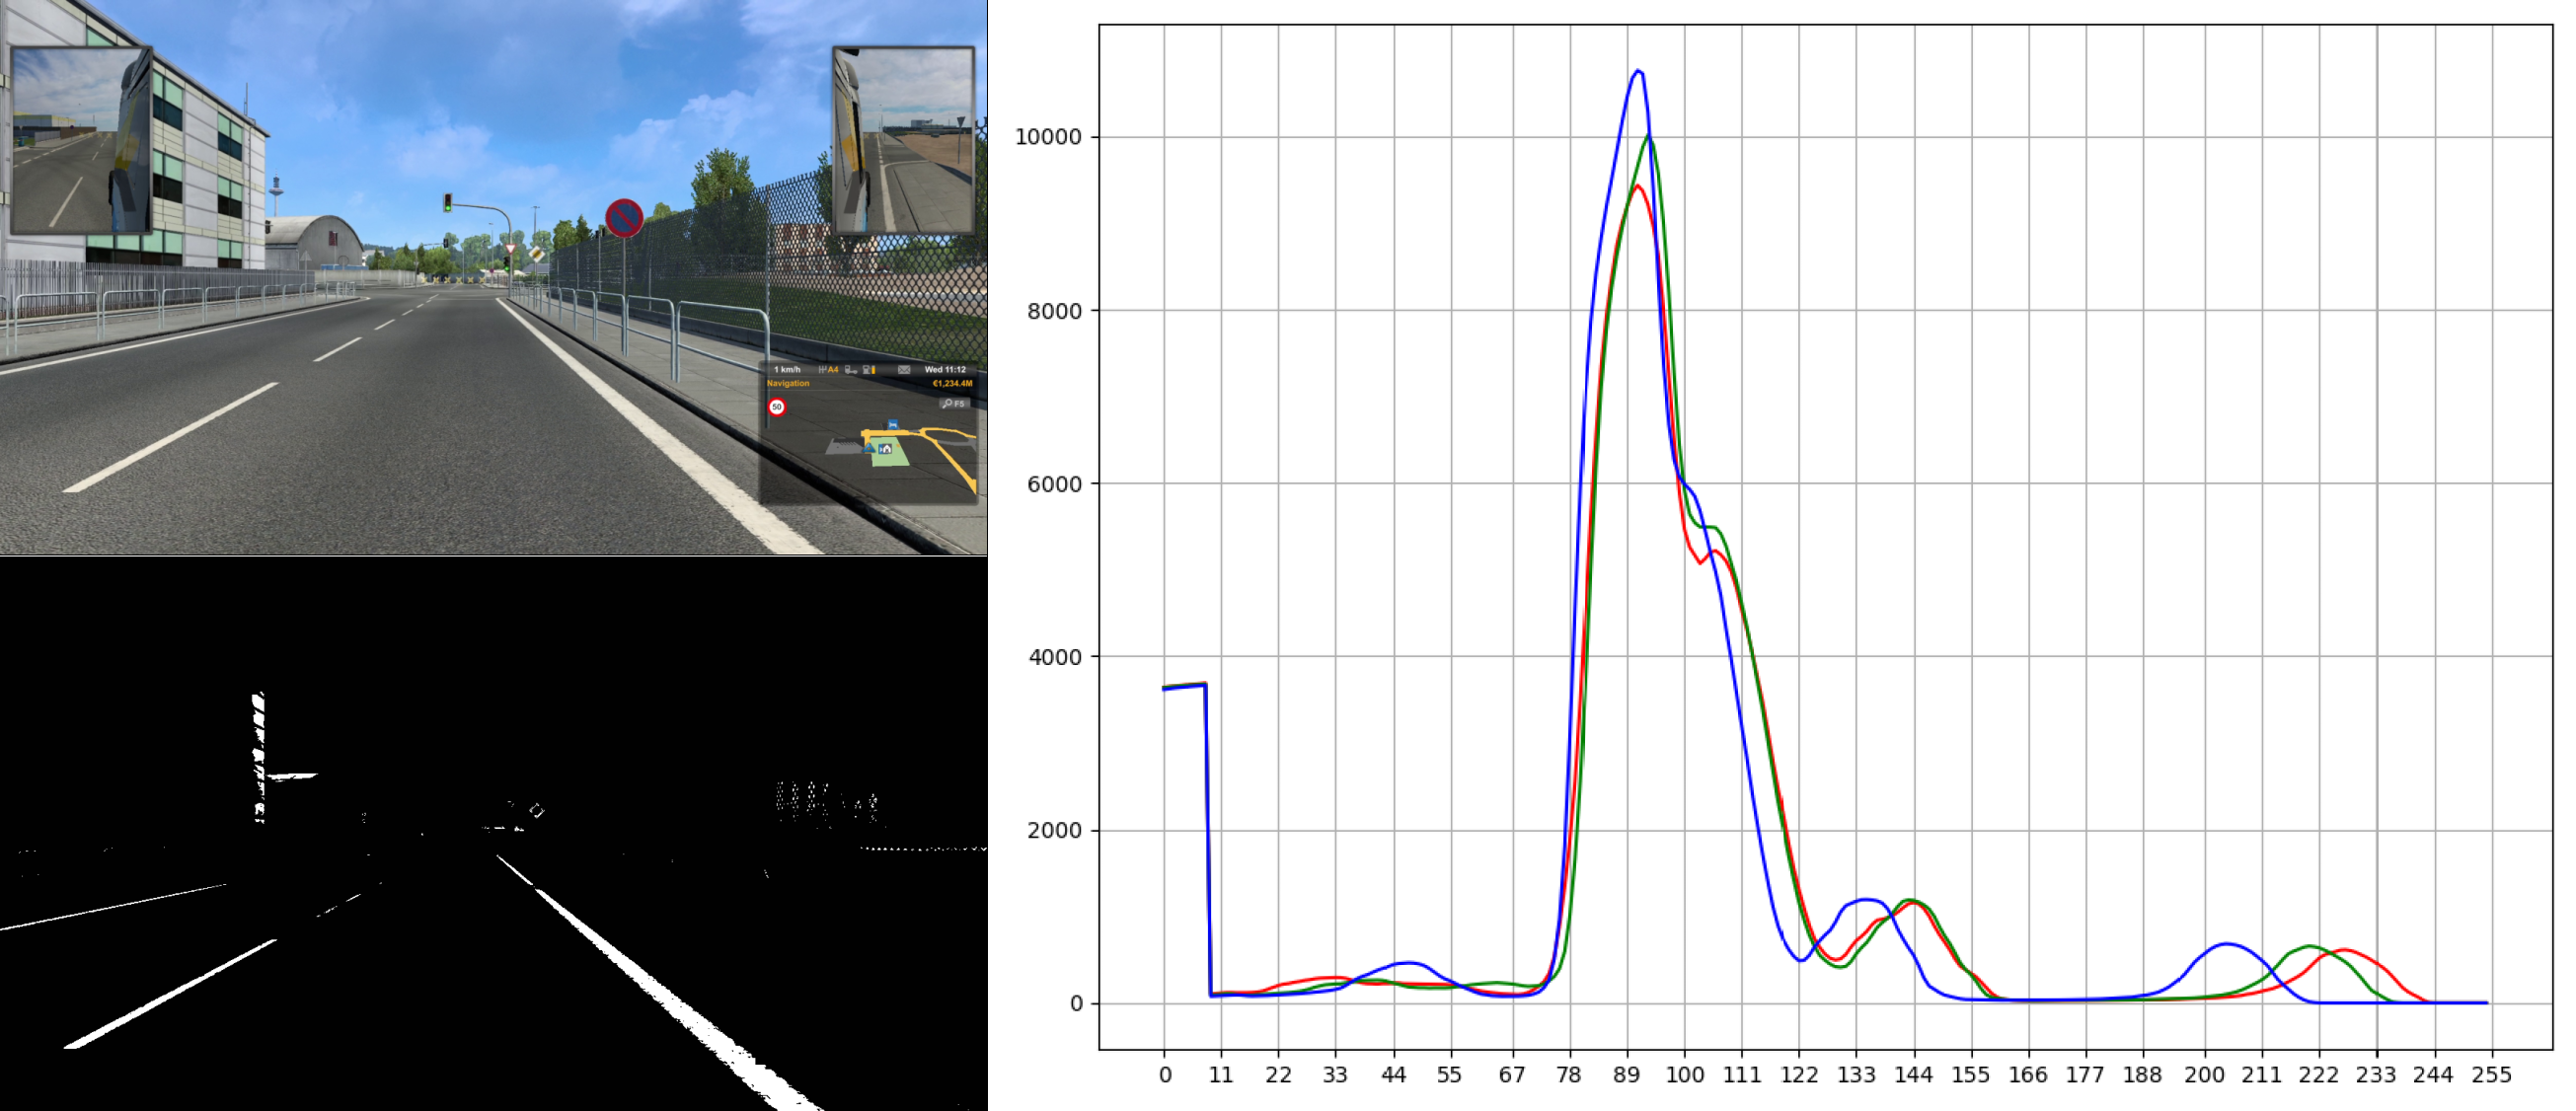 1 km/h A4 Wed 11:12
Navigation €1,234.4M
50 F5
10000
8000
6000
4000
2000
0
0 11 22 33 44 55 67 78 89 100 111 122 133 144 155 166 177 188 200 211 222 233 244 255